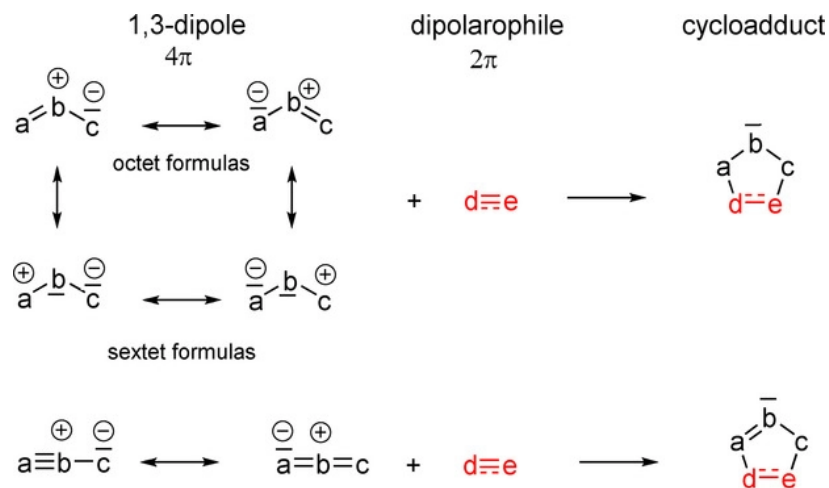 1,3-dipole dipolarophile cycloadduct
4π 2π
⊕ ⊖ ⊖ ⊕
a=b–c ↔ a–b=c
octet formulas
+ d≡e → a b c d=e
⊕ ⊖ ⊖ ⊕
a–b–c ↔ a–b–c
sextet formulas
⊕ ⊖ ⊖ ⊕
a≡b–c ↔ a=b=c + d≡e → a b c d=e